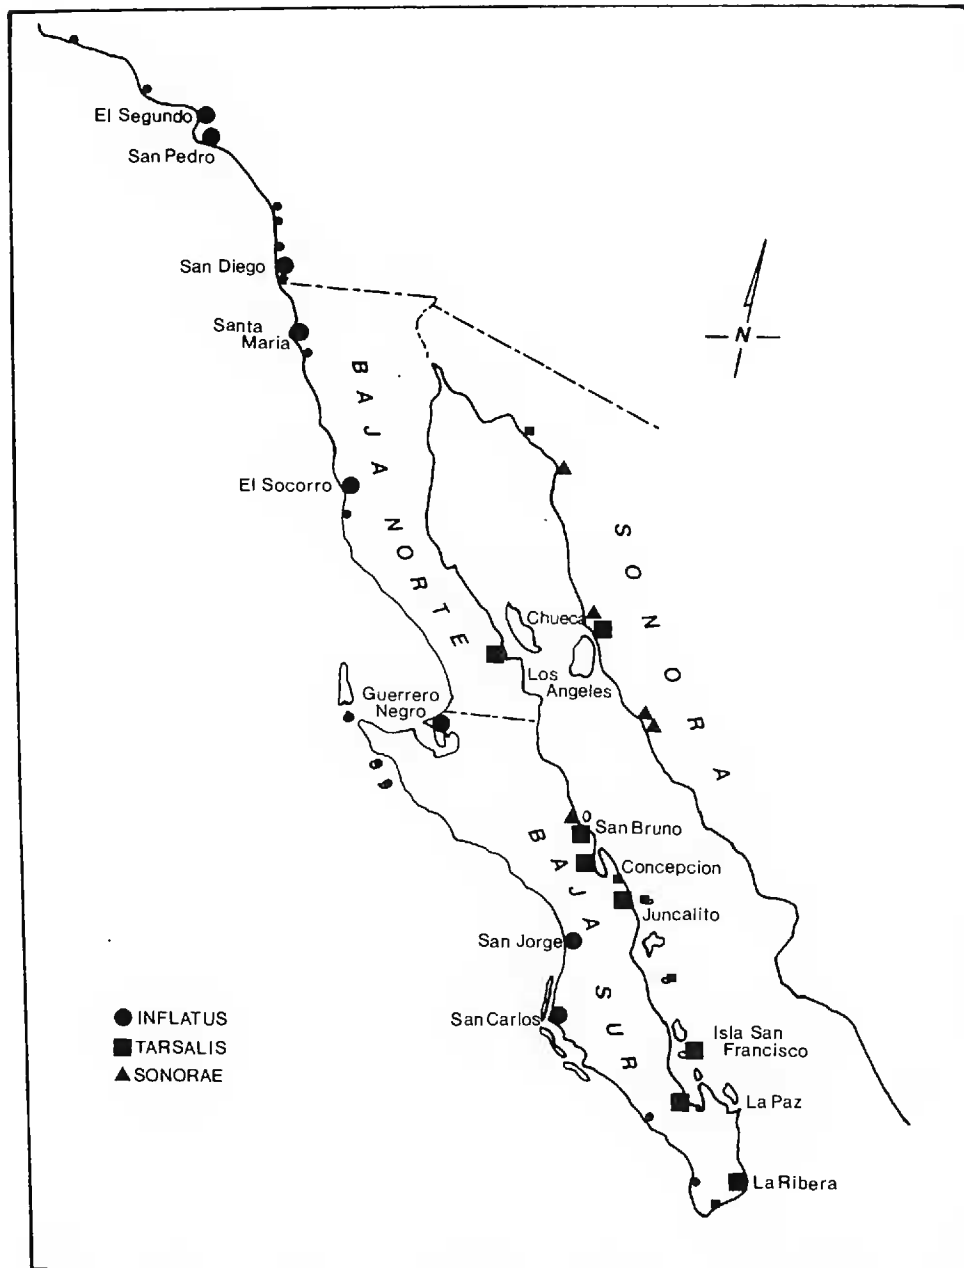 El Segundo
San Pedro
San Diego
Santa
Maria
N
BAJA NORTE
El Socorro
SONORA
Chueca
Los
Angeles
Guerrero
Negro
San Bruno
BAJA SUR
Concepcion
Juncalito
San Jorge
San Carlos
INFLATUS
TARSALIS
SONORAE
Isla San
Francisco
La Paz
La Ribera